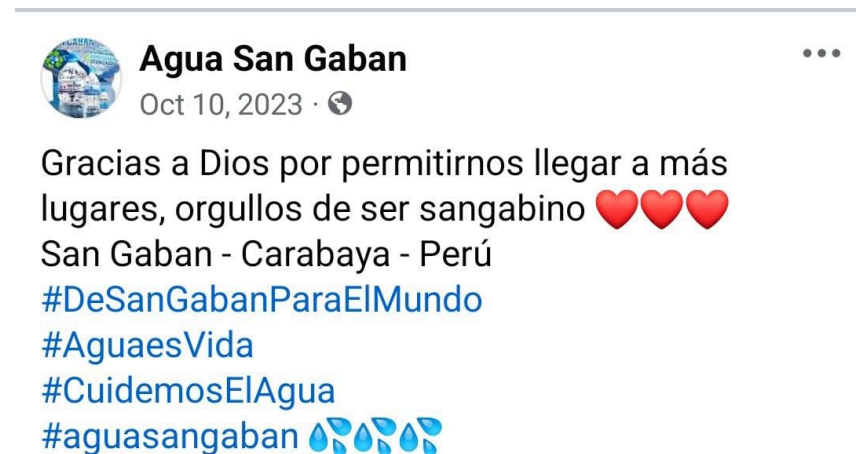 Agua San Gaban
Oct 10, 2023 ·
Gracias a Dios por permitirnos llegar a más
lugares, orgullos de ser sangabino ❤️❤️❤️
San Gaban - Carabaya - Perú
#DeSanGabanParaElMundo
#AguaesVida
#CuidemosElAgua
#aguasangaban 💦💦💦